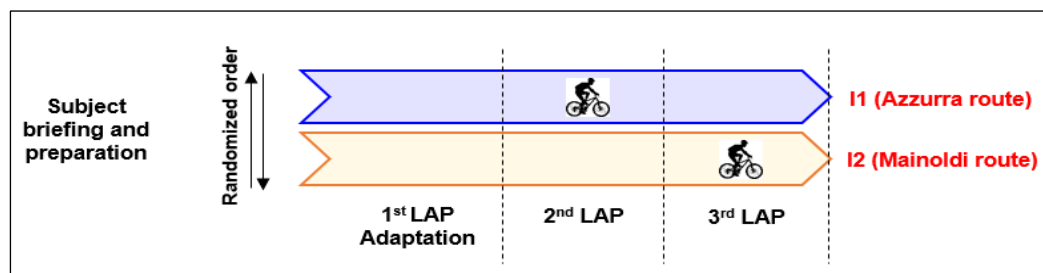 Subject
briefing and
preparation
Randomized order
I1 (Azzurra route)
I2 (Mainoldi route)
1st LAP
Adaptation
2nd LAP
3rd LAP